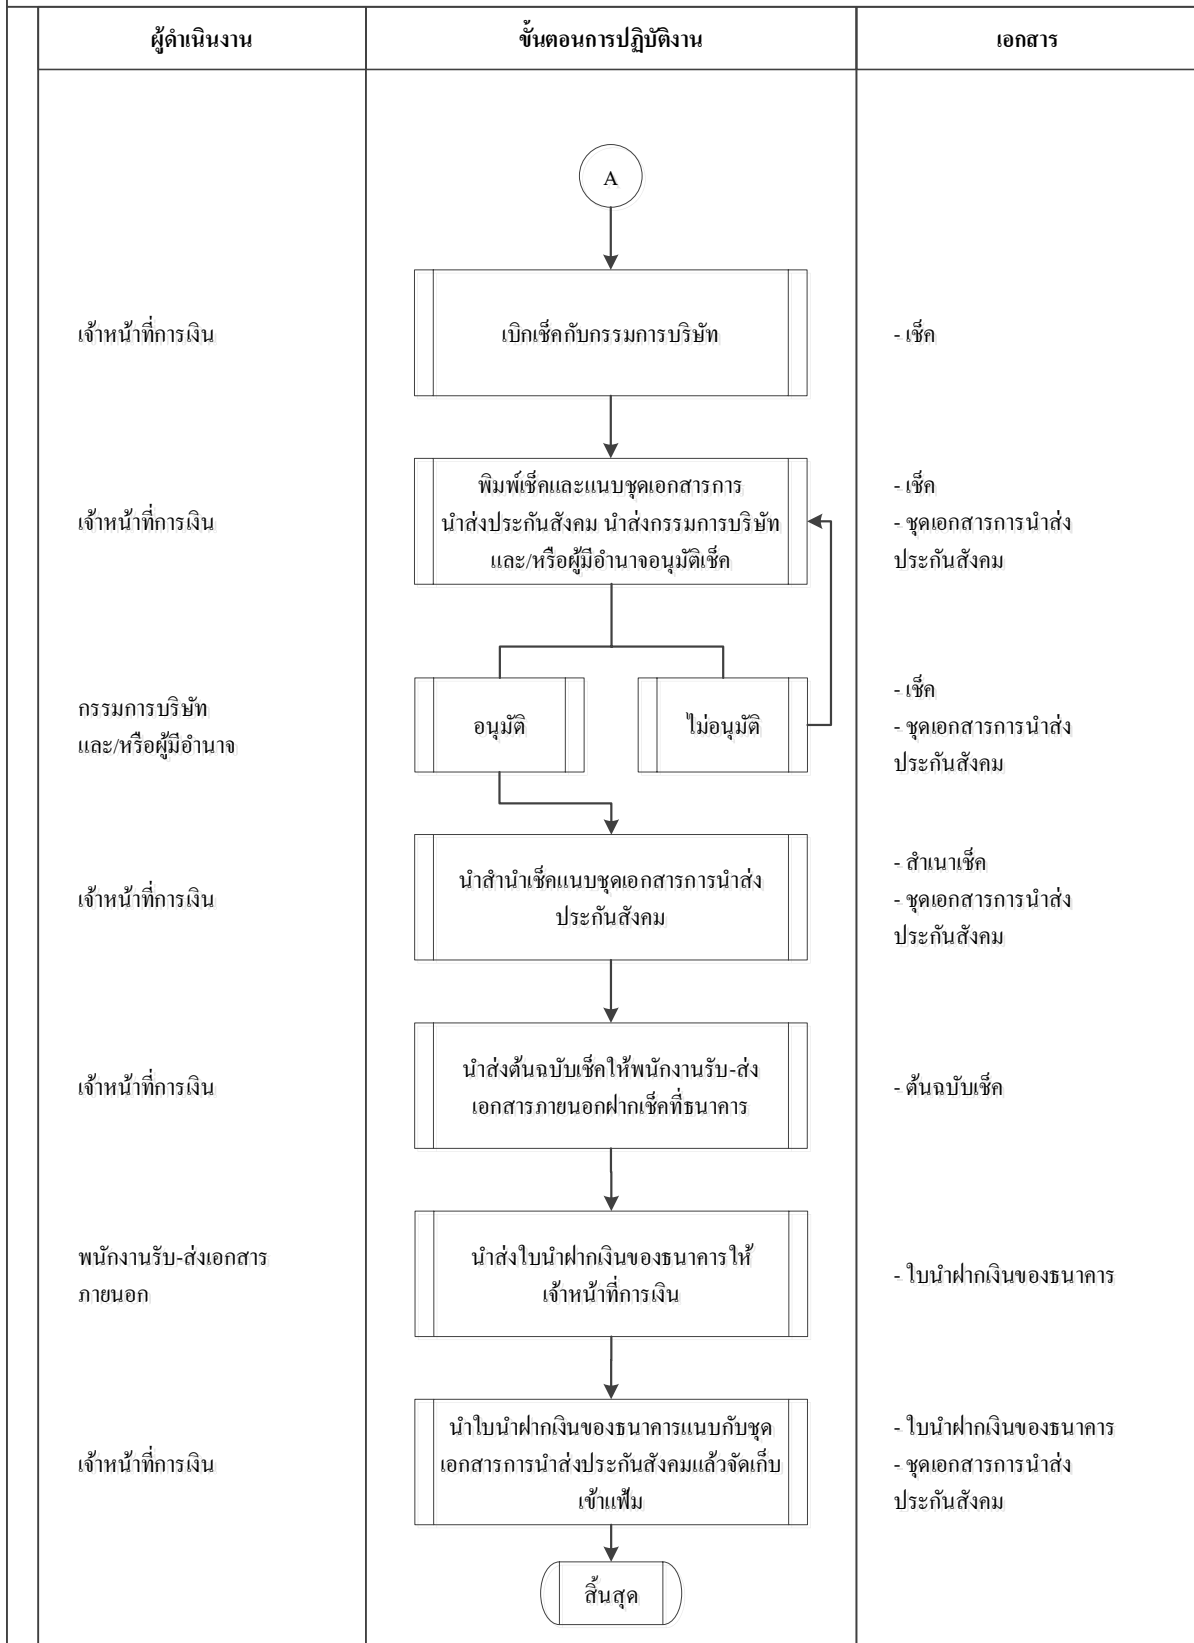 ผู้ดำเนินงาน
ขั้นตอนการปฏิบัติงาน
เอกสาร
A
เจ้าหน้าที่การเงิน
เบิกเช็คกับกรรมการบริษัท
- เช็ค
เจ้าหน้าที่การเงิน
พิมพ์เช็คและแนบชุดเอกสารการ
นำส่งประกันสังคม นำส่งกรรมการบริษัท
และ/หรือผู้มีอำนาจอนุมัติเช็ค
- เช็ค
- ชุดเอกสารการนำส่ง
ประกันสังคม
กรรมการบริษัท
และ/หรือผู้มีอำนาจ
อนุมัติ
ไม่อนุมัติ
- เช็ค
- ชุดเอกสารการนำส่ง
ประกันสังคม
เจ้าหน้าที่การเงิน
นำสำนำเช็คแนบชุดเอกสารการนำส่ง
ประกันสังคม
- สำเนาเช็ค
- ชุดเอกสารการนำส่ง
ประกันสังคม
เจ้าหน้าที่การเงิน
นำส่งต้นฉบับเช็คให้พนักงานรับ-ส่ง
เอกสารภายนอกฝากเช็คที่ธนาคาร
- ต้นฉบับเช็ค
พนักงานรับ-ส่งเอกสาร
ภายนอก
นำส่งใบนำฝากเงินของธนาคารให้
เจ้าหน้าที่การเงิน
- ใบนำฝากเงินของธนาคาร
เจ้าหน้าที่การเงิน
นำใบนำฝากเงินของธนาคารแนบกับชุด
เอกสารการนำส่งประกันสังคมแล้วจัดเก็บ
เข้าแฟ้ม
- ใบนำฝากเงินของธนาคาร
- ชุดเอกสารการนำส่ง
ประกันสังคม
สิ้นสุด